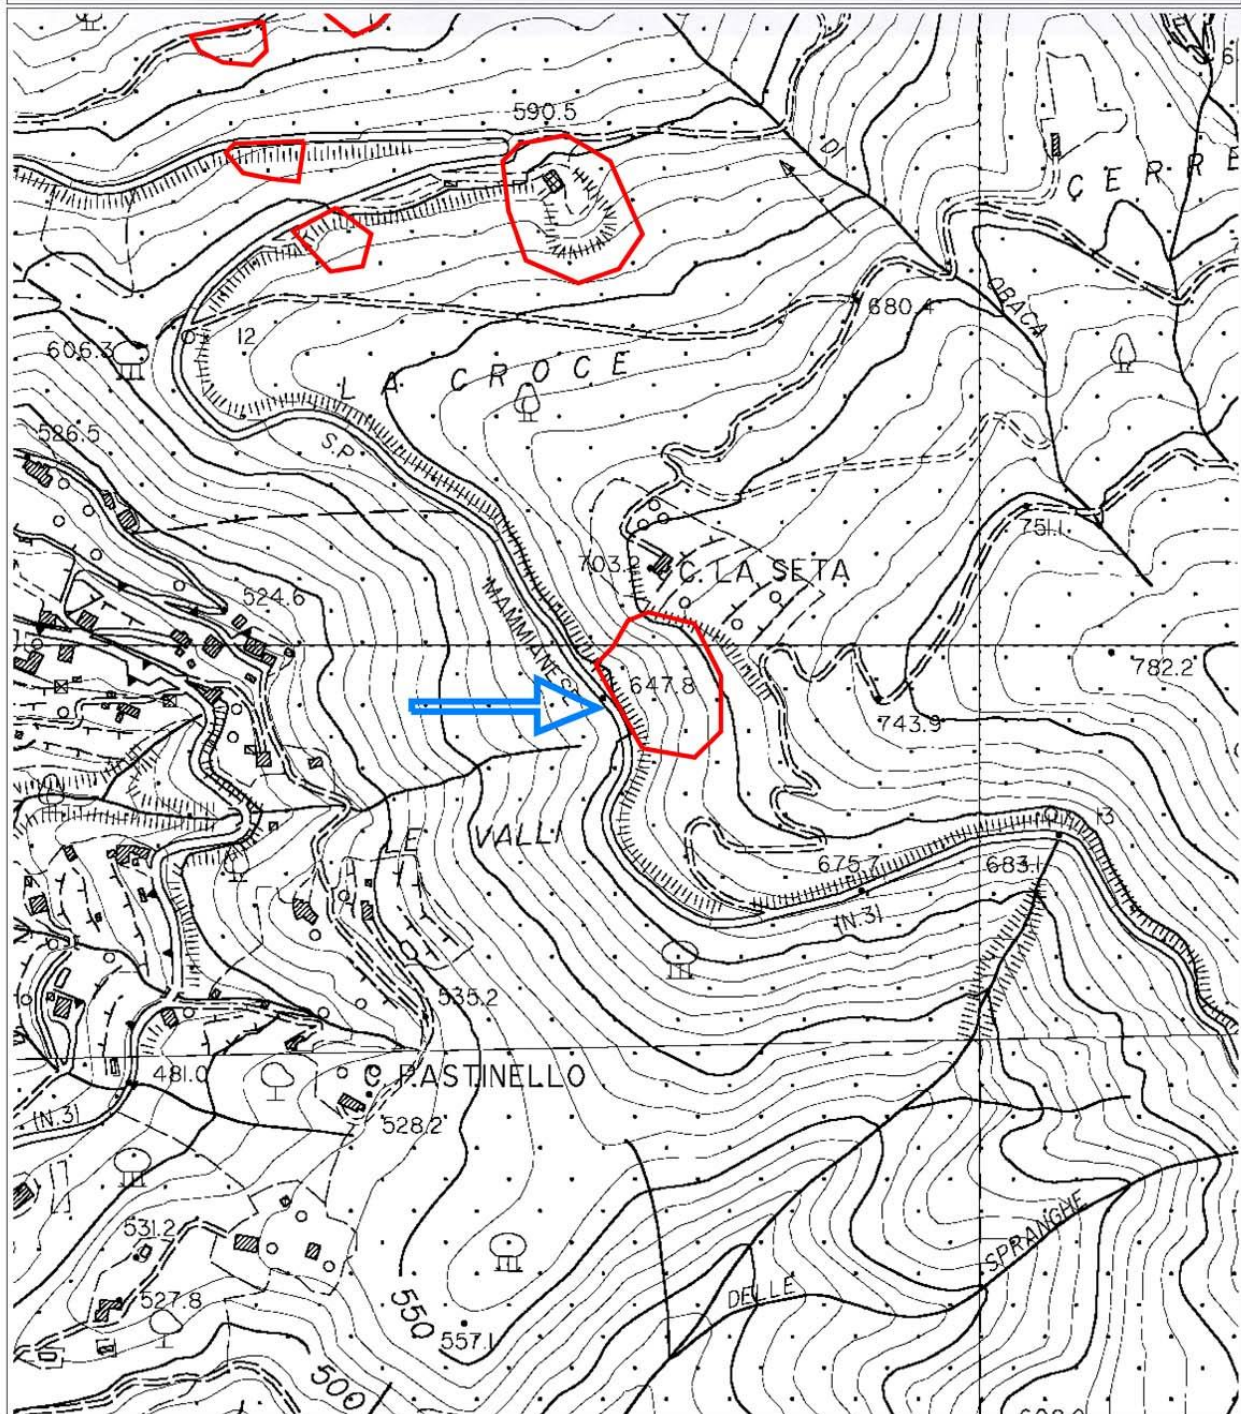 590.5
DI
CERRE
OBACA
680.4
606.3
12
LA CROCE
526.5
S.P.
751.1
703.2
C. LA SETA
524.6
MAMMIANESE
647.8
782.2
743.9
E VALLI
13
675.7
683.1
(N.3)
535.2
481.0
C. PASTINELLO
(N.3)
528.2
531.2
SPRANGHE
DELLE
527.8
550
557.1
500